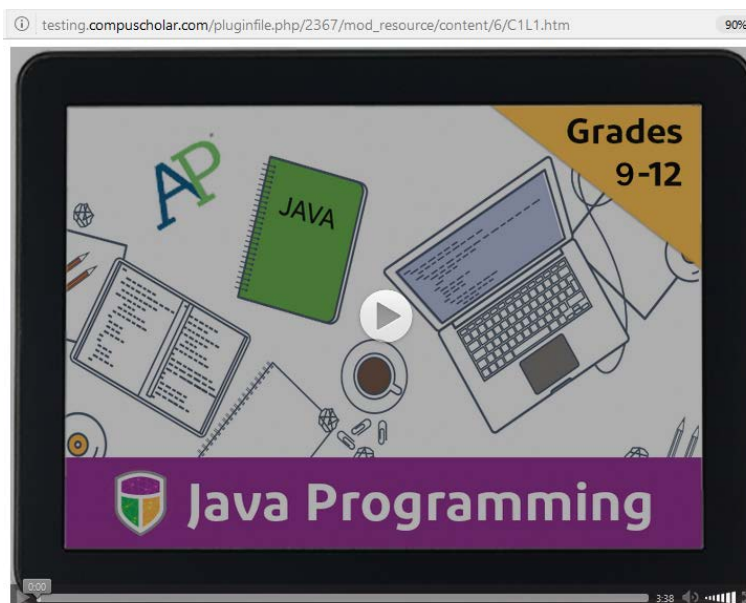 testing.compuscholar.com/pluginfile.php/2367/mod_resource/content/6/C1L1.htm
90%
Grades
9-12
AP
JAVA
Java Programming
0:00
3:38